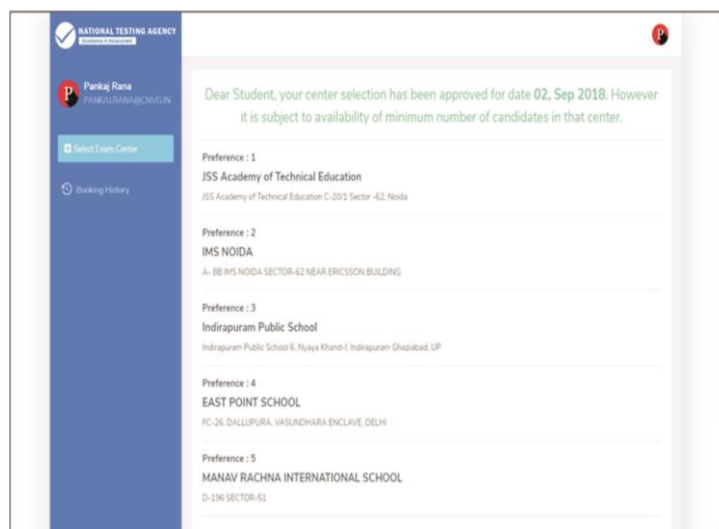 NATIONAL TESTING AGENCY
Excellence in Assessment
P
Pankaj Rana
PANKAJ.RANA@CNVG.IN
Select Exam Center
Booking History
P
Dear Student, your center selection has been approved for date 02, Sep 2018. However
it is subject to availability of minimum number of candidates in that center.
Preference : 1
JSS Academy of Technical Education
JSS Academy of Technical Education C-20/1 Sector -62, Noida
Preference : 2
IMS NOIDA
A- 8B IMS NOIDA SECTOR-62 NEAR ERICSSON BUILDING
Preference : 3
Indirapuram Public School
Indirapuram Public School 6, Nyaya Khand-I, Indirapuram Ghaziabad, UP
Preference : 4
EAST POINT SCHOOL
FC-26, DALLUPURA, VASUNDHARA ENCLAVE, DELHI
Preference : 5
MANAV RACHNA INTERNATIONAL SCHOOL
D-196 SECTOR-51